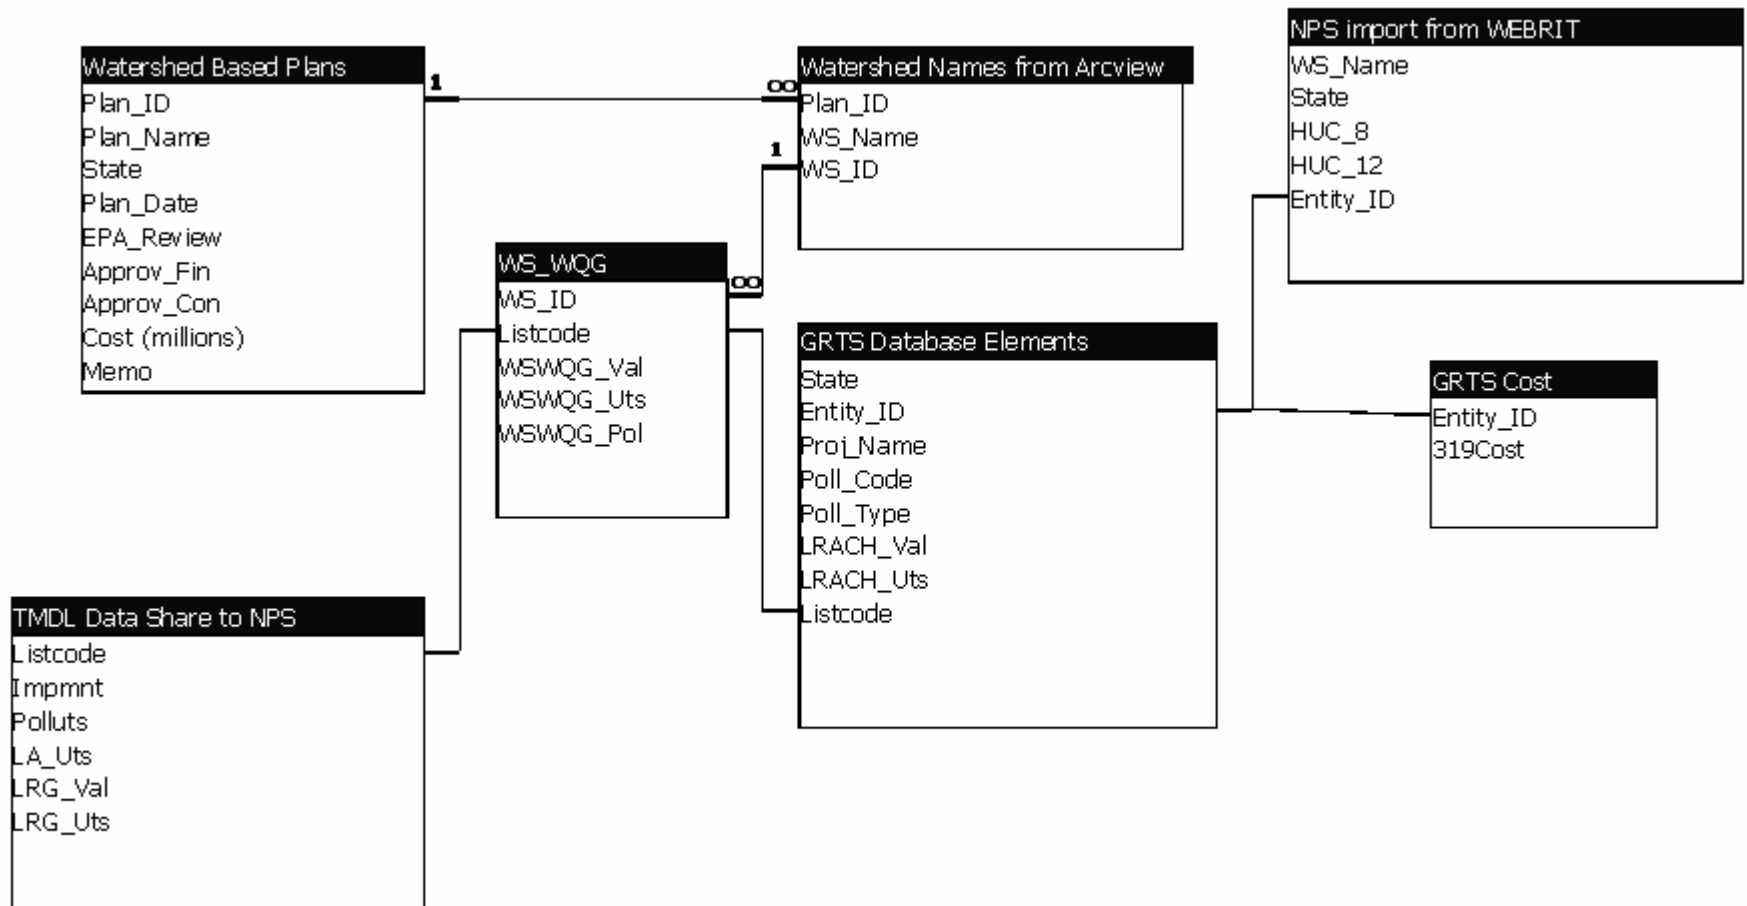 Watershed Based Plans
Plan_ID
Plan_Name
State
Plan_Date
EPA_Review
Approv_Fin
Approv_Con
Cost (millions)
Memo
1
∞
Watershed Names from Arcview
Plan_ID
WS_Name
WS_ID
1
∞
NPS import from WEBRIT
WS_Name
State
HUC_8
HUC_12
Entity_ID
WS_WQG
WS_ID
Listcode
WSWQG_Val
WSWQG_Uts
WSWQG_Pol
GRTS Database Elements
State
Entity_ID
Proj_Name
Poll_Code
Poll_Type
LRACH_Val
LRACH_Uts
Listcode
GRTS Cost
Entity_ID
319Cost
TMDL Data Share to NPS
Listcode
Impmnt
Polluts
LA_Uts
LRG_Val
LRG_Uts